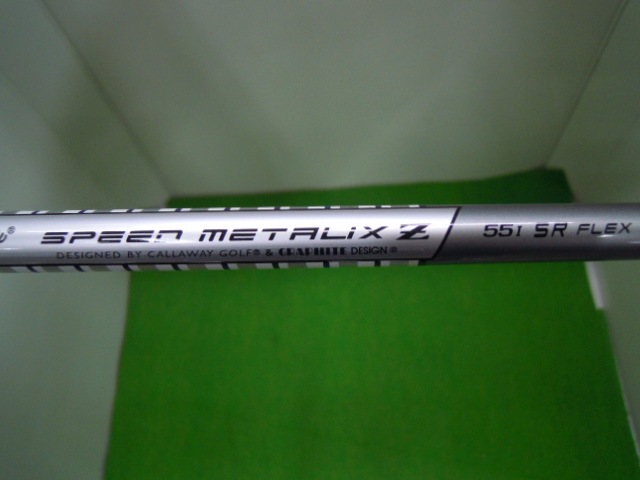 ® SPEED METALiX Z 55I SR FLEX
DESIGNED BY CALLAWAY GOLF® & GRAPHITE DESIGN®